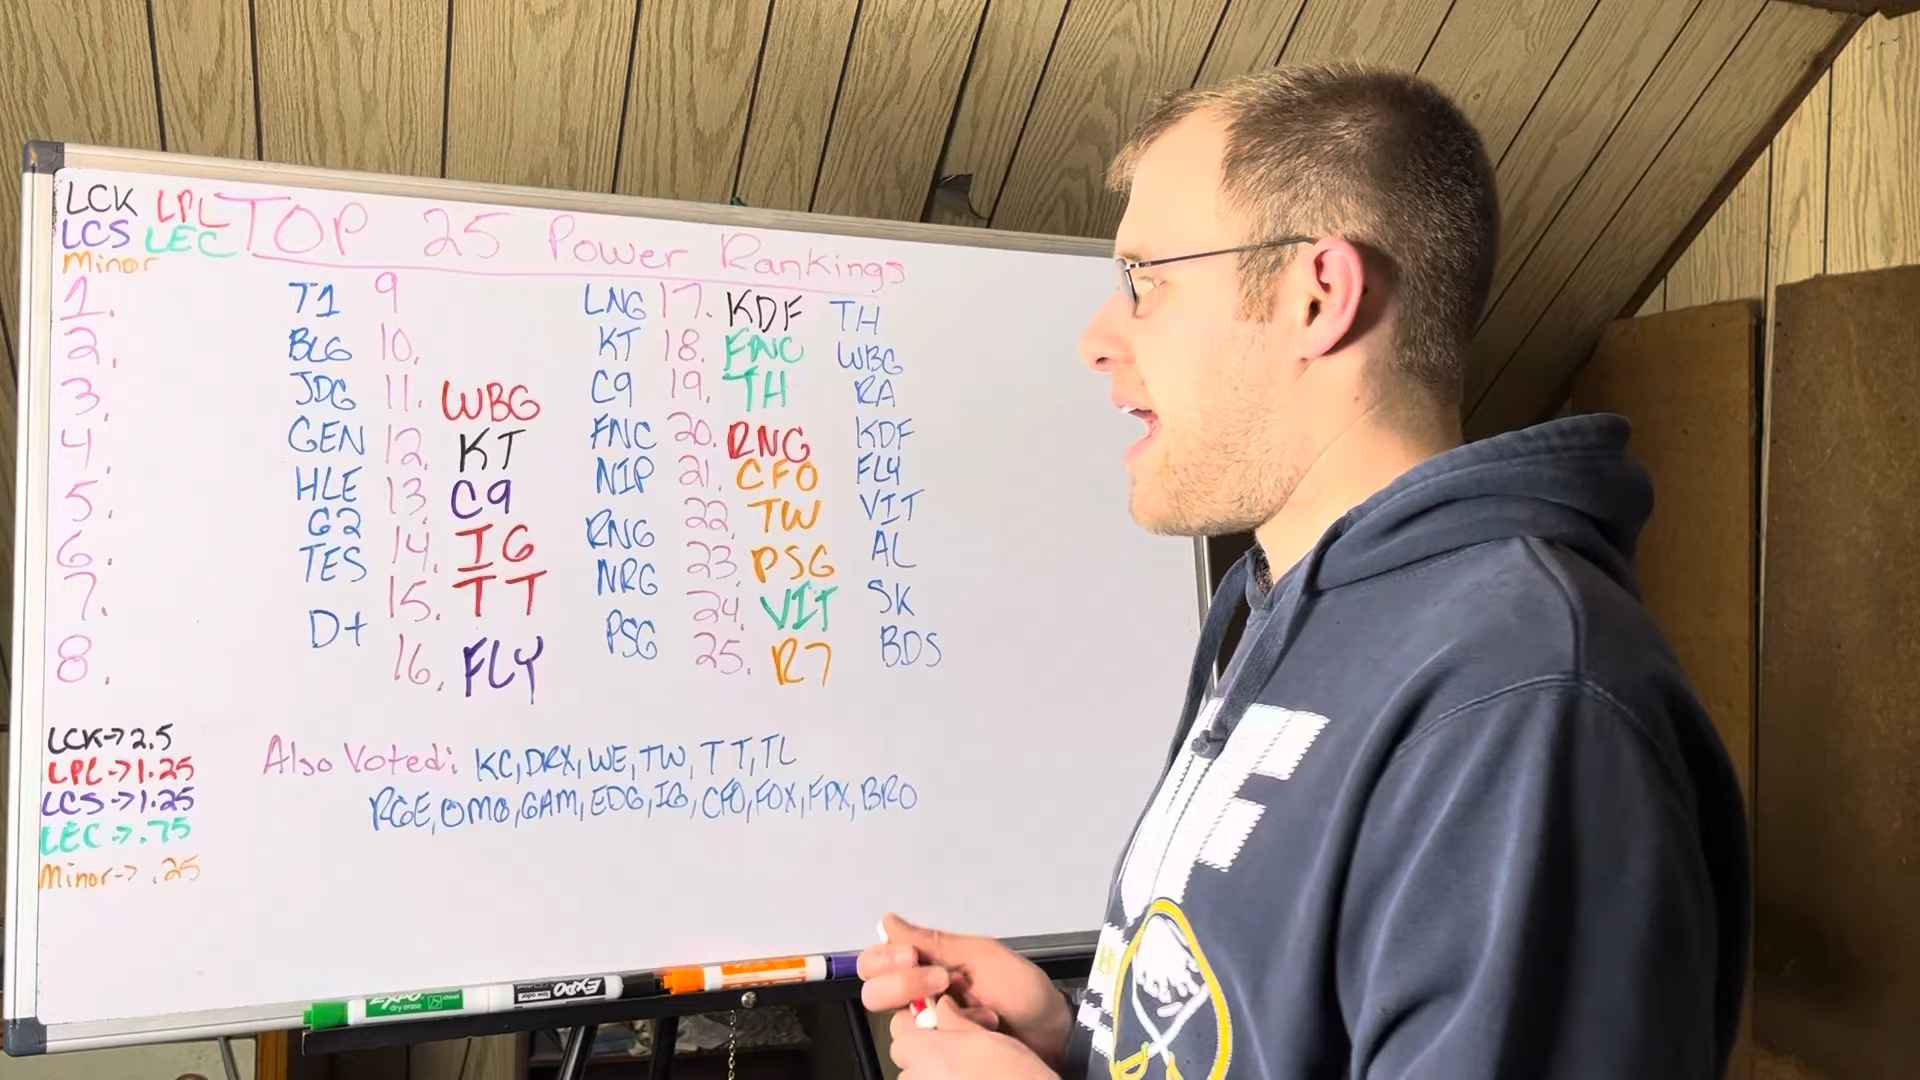 LCK LPL
LCS LEC
Minor
TOP 25 Power Rankings
1. T1 9 LNG 17. KDF TH
2. BLG 10. KT 18. FNC WBG
3. JDG 11. WBG C9 19. TH RA
4. GEN 12. KT FNC 20. RNG KDF
5. HLE 13. C9 NIP 21. CFO FLY
6. G2 14. IG RNG 22. TW VIT
7. TES 15. TT NRG 23. PSG AL
8. D+ 16. FLY PSG 24. VIT SK
25. R7 BDS
LCK->2.5
LPL->1.25
LCS->1.25
LEC->.75
Minor->.25
Also Voted: KC, DRX, WE, TW, TT, TL
RGE, OMG, GAM, EDG, IG, CFO, FOX, FPX, BRO
EXPO
dry erase
EXPO
low odor